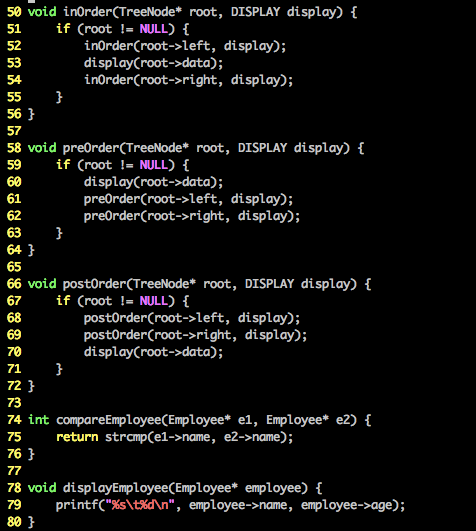 50 void inOrder(TreeNode* root, DISPLAY display) {
51     if (root != NULL) {
52         inOrder(root->left, display);
53         display(root->data);
54         inOrder(root->right, display);
55     }
56 }
57
58 void preOrder(TreeNode* root, DISPLAY display) {
59     if (root != NULL) {
60         display(root->data);
61         preOrder(root->left, display);
62         preOrder(root->right, display);
63     }
64 }
65
66 void postOrder(TreeNode* root, DISPLAY display) {
67     if (root != NULL) {
68         postOrder(root->left, display);
69         postOrder(root->right, display);
70         display(root->data);
71     }
72 }
73
74 int compareEmployee(Employee* e1, Employee* e2) {
75     return strcmp(e1->name, e2->name);
76 }
77
78 void displayEmployee(Employee* employee) {
79     printf("%s\t%d\n", employee->name, employee->age);
80 }